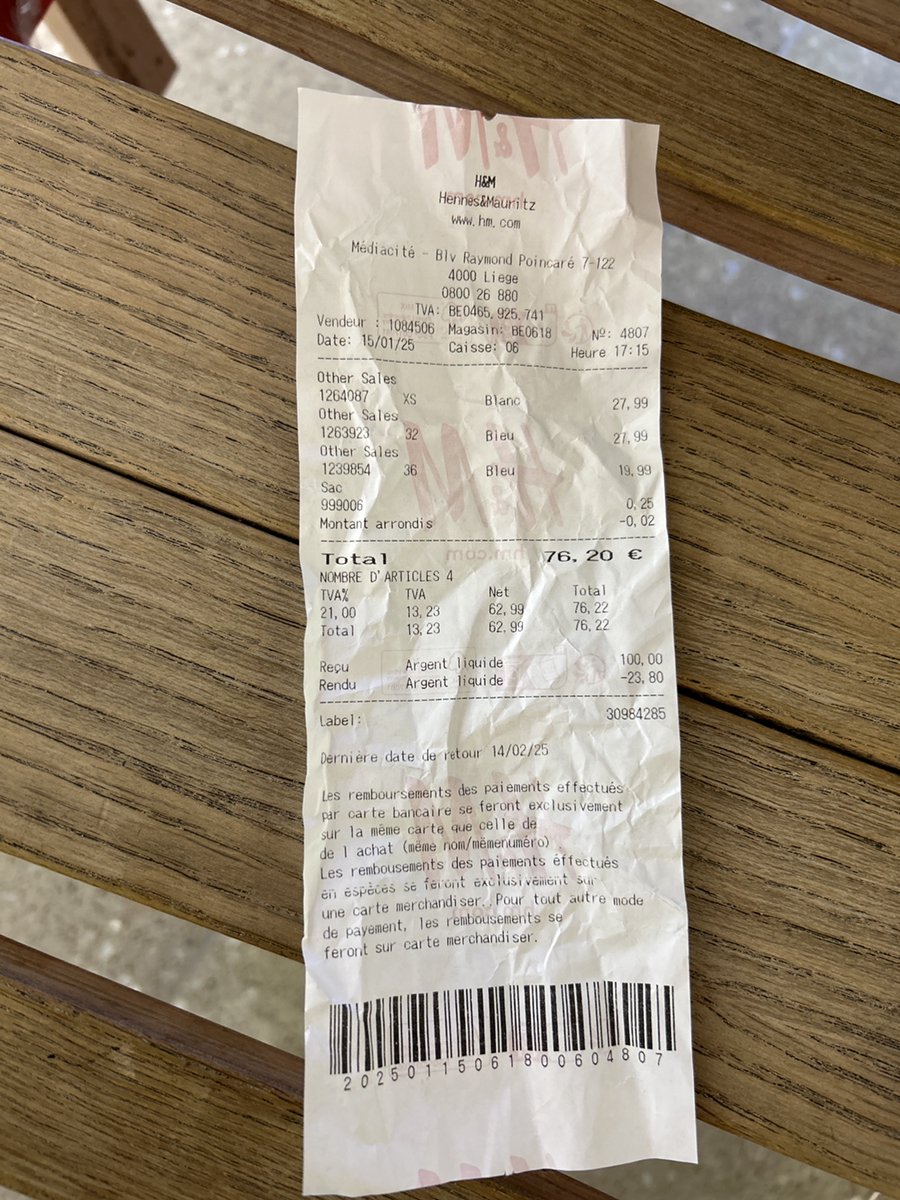 H&M
Hennes&Mauritz
www.hm.com
Médiacité - Blv Raymond Poincaré 7-122
4000 Liege
0800 26 880
TVA: BE0465.925.741
Vendeur : 1084506 Magasin: BE0618 Nº: 4807
Date: 15/01/25 Caisse: 06 Heure 17:15
Other Sales
1264087 XS Blanc 27,99
Other Sales
1263923 32 Bleu 27,99
Other Sales
1239854 36 Bleu 19,99
Sac
999006 0,25
Montant arrondis -0,02
Total 76,20 €
NOMBRE D'ARTICLES 4
TVA% TVA Net Total
21,00 13,23 62,99 76,22
Total 13,23 62,99 76,22
Reçu Argent liquide 100,00
Rendu Argent liquide -23,80
Label: 30984285
Dernière date de retour 14/02/25
Les remboursements des paiements effectués
par carte bancaire se feront exclusivement
sur la même carte que celle de
de l achat (même nom/mêmenuméro)
Les rembousements des paiements éffectués
en espèces se feront exclusivement sur
une carte merchandiser. Pour tout autre mode
de payement, les rembousements se
feront sur carte merchandiser.
20250115061800604807